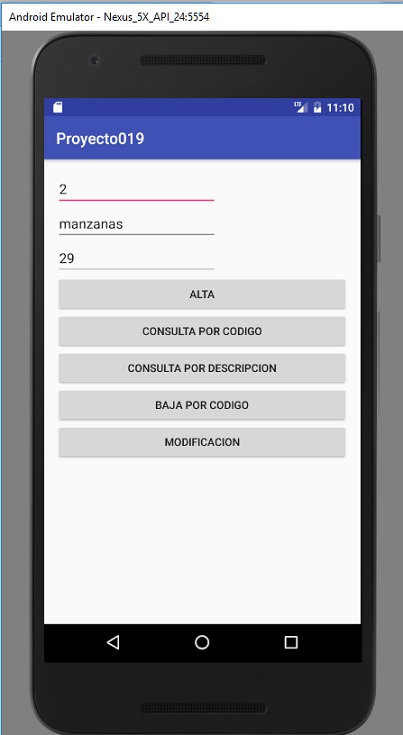 Android Emulator - Nexus_5X_API_24:5554
LTE 11:10
Proyecto019
2
manzanas
29
ALTA
CONSULTA POR CODIGO
CONSULTA POR DESCRIPCION
BAJA POR CODIGO
MODIFICACION